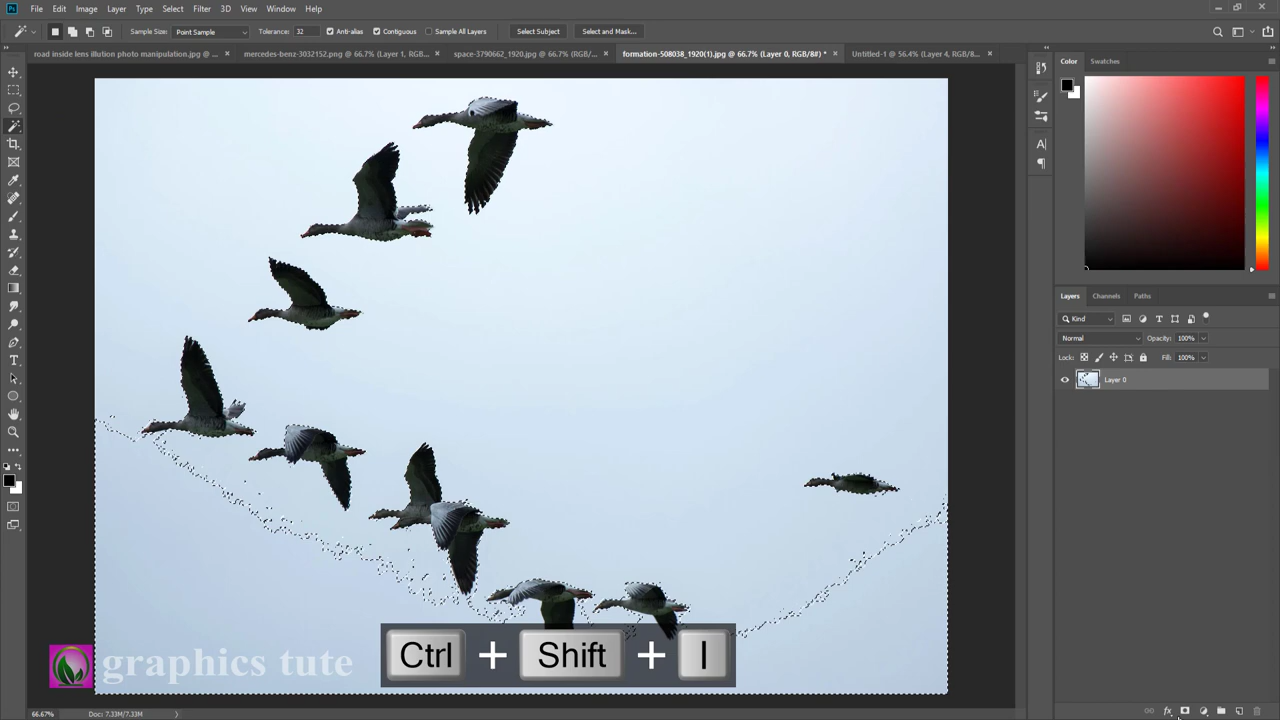 Ps File Edit Image Layer Type Select Filter 3D View Window Help
Sample Size: Point Sample Tolerance: 32 Anti-alias Contiguous Sample All Layers Select Subject Select and Mask...
road inside lens illution photo manipulation.jpg @ ... × mercedes-benz-3032152.png @ 66.7% (Layer 1, RGB... × space-3790662_1920.jpg @ 66.7% (RGB/... × formation-508038_1920(1).jpg @ 66.7% (Layer 0, RGB/8#) * × Untitled-1 @ 56.4% (Layer 4, RGB/8... ×
Color Swatches
Layers Channels Paths
Kind
Normal Opacity: 100%
Lock: Fill: 100%
Layer 0
graphics tute
Ctrl + Shift + I
66.67% Doc: 7.33M/7.33M
fx